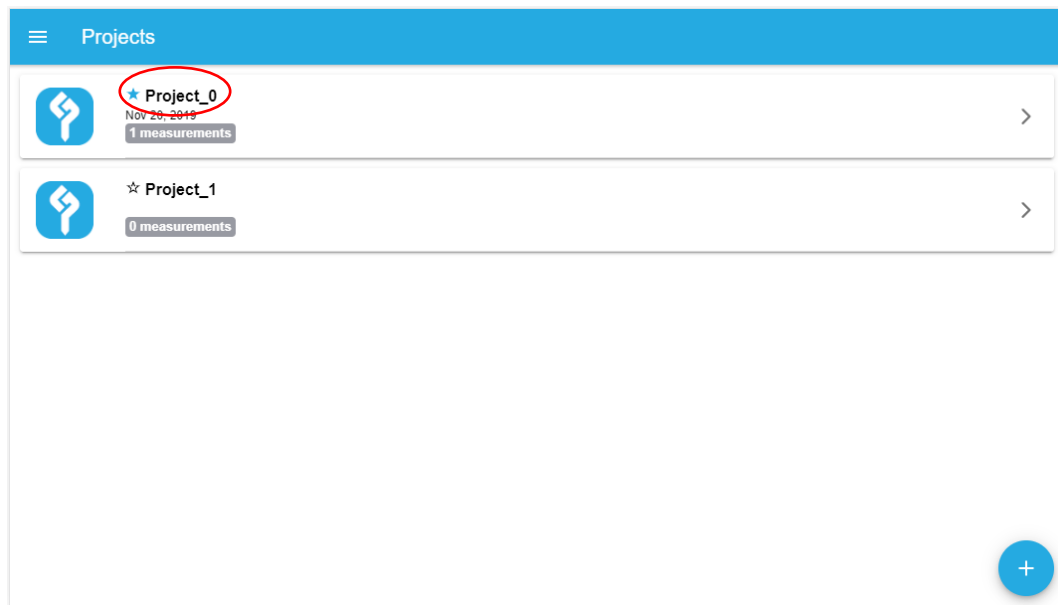 Projects
Project_0
Nov 20, 2019
1 measurements
Project_1
0 measurements